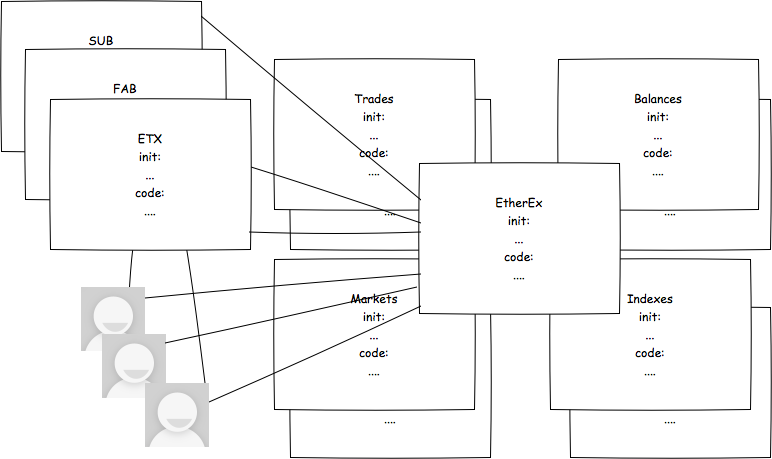 SUB
FAB
ETX
init:
...
code:
....
Trades
init:
...
code:
....
....
Balances
init:
...
code:
....
....
EtherEx
init:
...
code:
....
Markets
init:
...
code:
....
....
Indexes
init:
...
code:
....
....